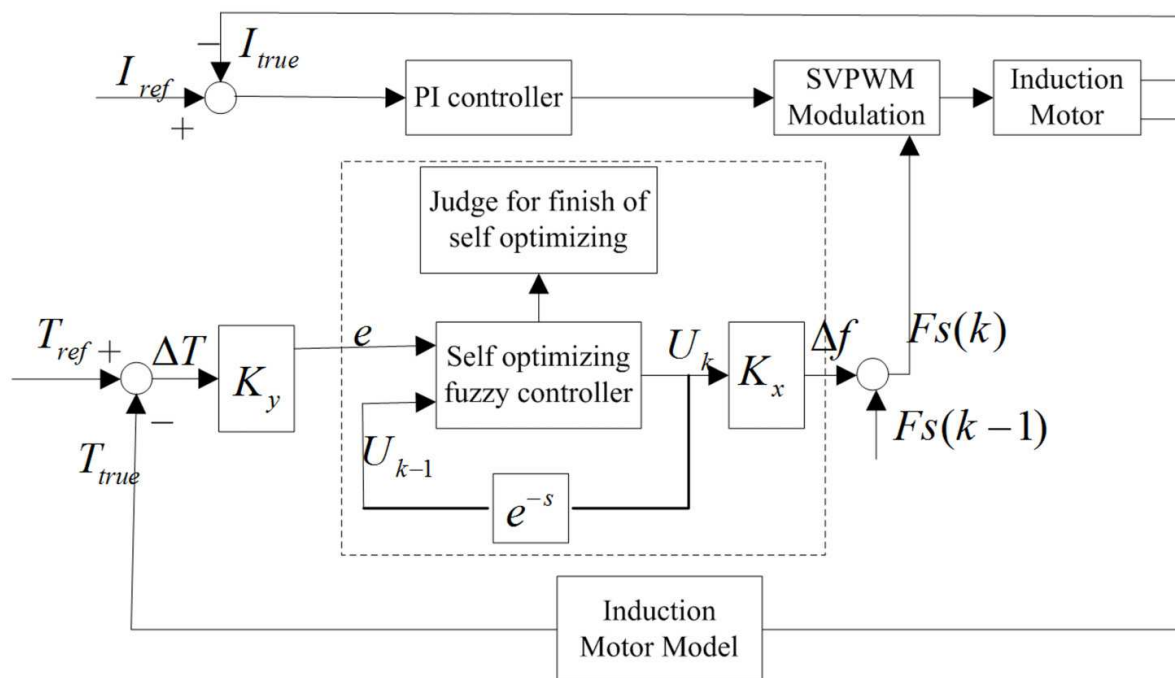 −
I_true
I_ref
+
PI controller
SVPWM
Modulation
Induction
Motor
Judge for finish of
self optimizing
T_ref
+
ΔT
−
T_true
K_y
e
Self optimizing
fuzzy controller
U_k
U_{k−1}
e^{−s}
K_x
Δf
Fs(k)
Fs(k−1)
Induction
Motor Model